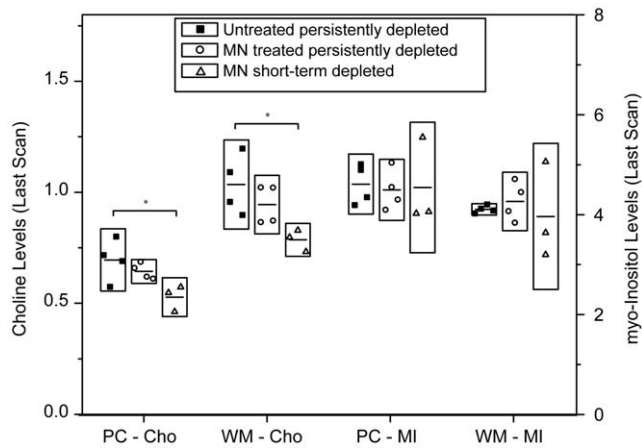 Untreated persistently depleted
MN treated persistently depleted
MN short-term depleted
Choline Levels (Last Scan)
1.5
1.0
0.5
0.0
*
*
8
6
4
2
0
myo-Inositol Levels (Last Scan)
PC - Cho
WM - Cho
PC - MI
WM - MI